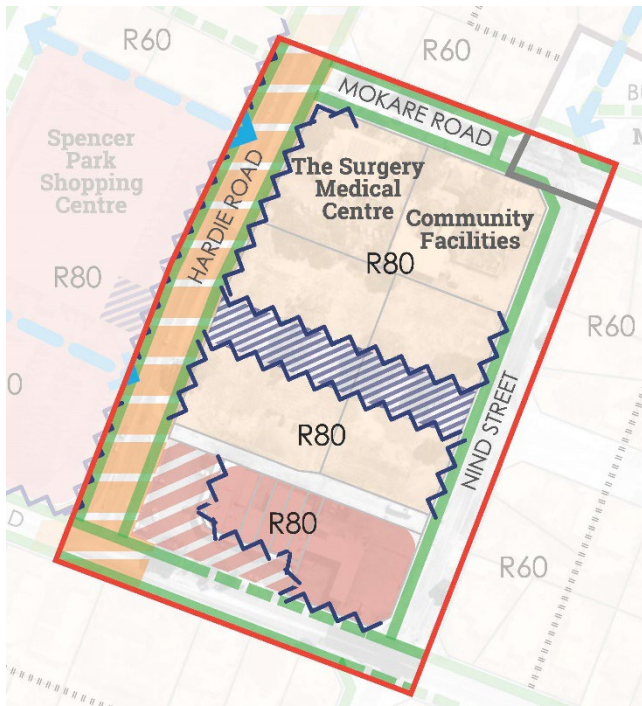 R60
R60
MOKARE ROAD
Spencer
Park
Shopping
Centre
The Surgery
Medical
Centre
Community
Facilities
HARDIE ROAD
R80
R80
R60
R80
NIND STREET
R80
R60